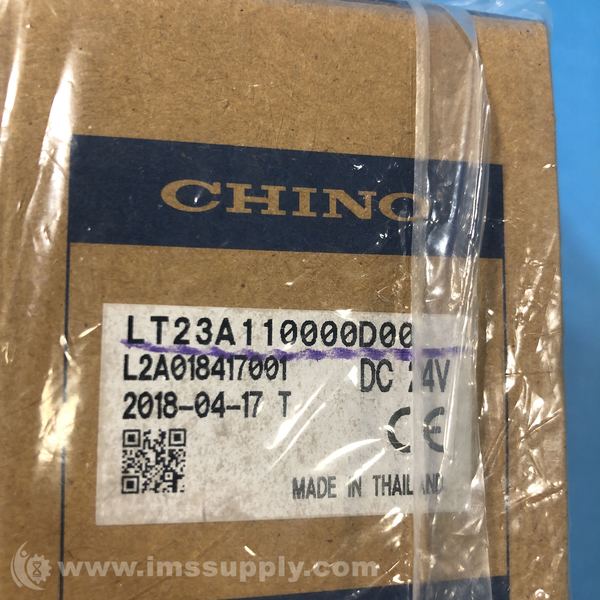 CHINO
LT23A110000D00
L2A018417001 DC 24V
2018-04-17 T
CE
MADE IN THAILAND
www.imssupply.com